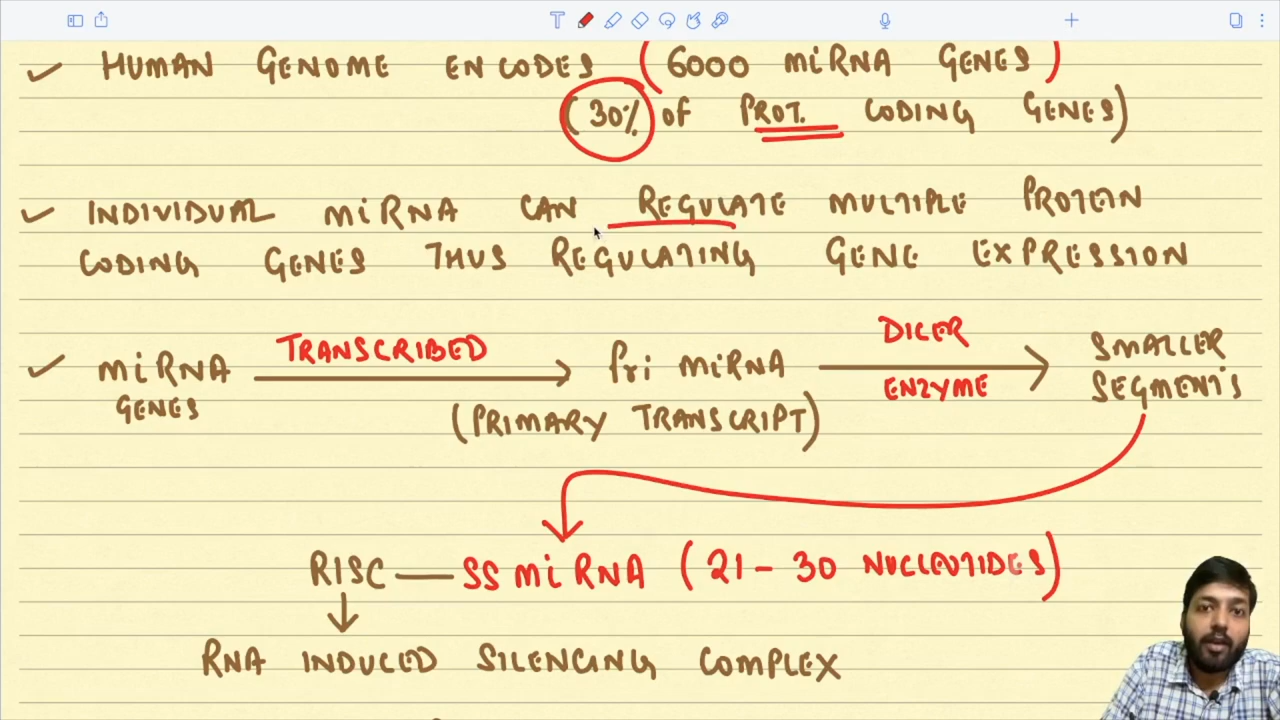 ✓ HUMAN GENOME ENCODES (6000 miRNA GENES)
(30% OF PROT. CODING GENES)
✓ INDIVIDUAL miRNA CAN REGULATE MULTIPLE PROTEIN
CODING GENES THUS REGULATING GENE EXPRESSION
✓ miRNA GENES
TRANSCRIBED
pri miRNA
(PRIMARY TRANSCRIPT)
DICER
ENZYME
SMALLER
SEGMENTS
RISC — SS miRNA (21-30 NUCLEOTIDES)
RNA INDUCED SILENCING COMPLEX